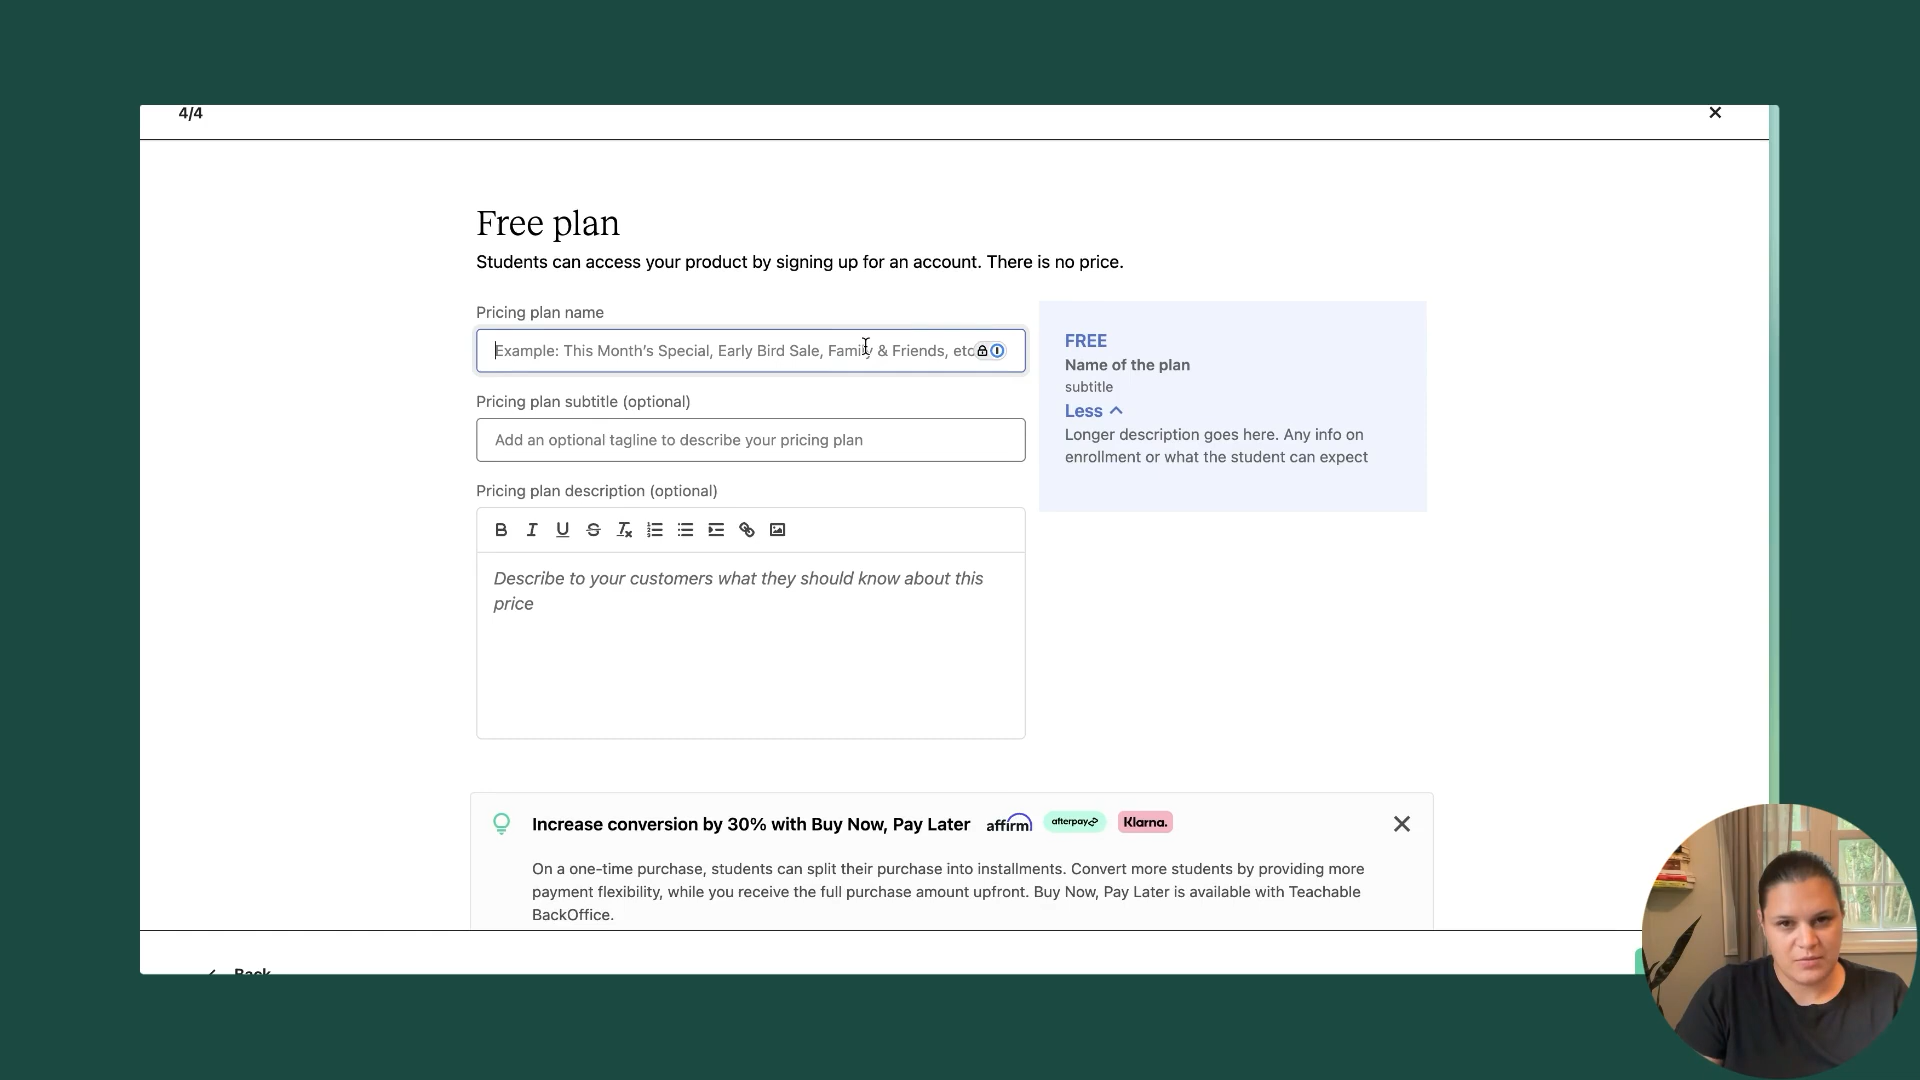 4/4
Free plan
Students can access your product by signing up for an account. There is no price.
Pricing plan name
Example: This Month's Special, Early Bird Sale, Family & Friends, etc
Pricing plan subtitle (optional)
Add an optional tagline to describe your pricing plan
Pricing plan description (optional)
Describe to your customers what they should know about this
price
FREE
Name of the plan
subtitle
Less
Longer description goes here. Any info on
enrollment or what the student can expect
Increase conversion by 30% with Buy Now, Pay Later affirm afterpay Klarna.
On a one-time purchase, students can split their purchase into installments. Convert more students by providing more
payment flexibility, while you receive the full purchase amount upfront. Buy Now, Pay Later is available with Teachable
BackOffice.
Back